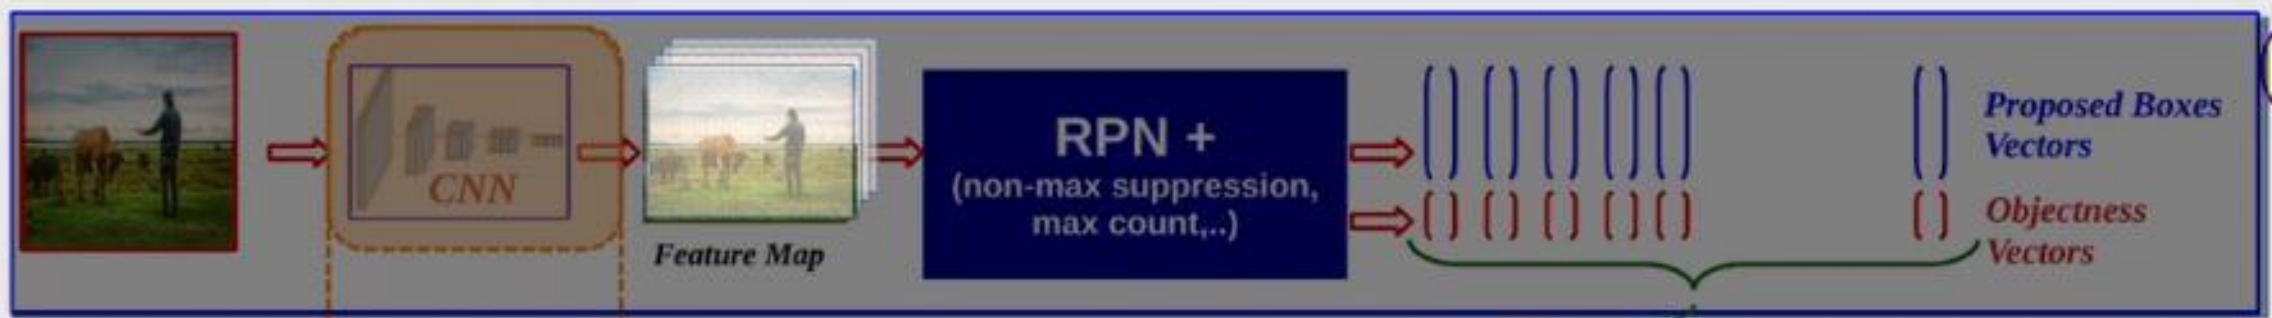 CNN
Feature Map
RPN +
(non-max suppression,
max count,..)
Proposed Boxes
Vectors
Objectness
Vectors